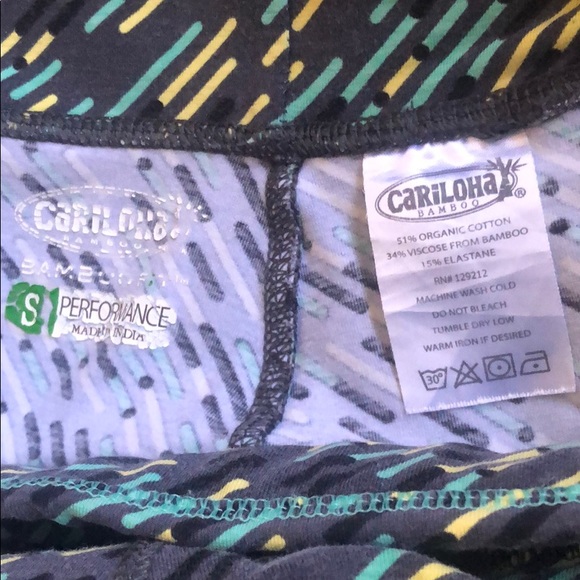 CaRiLOHa
BAMBOO
S PERFORMANCE
MADE IN INDIA
CaRiLOHa®
BAMBOO
51% ORGANIC COTTON
34% VISCOSE FROM BAMBOO
15% ELASTANE
RN# 129212
MACHINE WASH COLD
DO NOT BLEACH
TUMBLE DRY LOW
WARM IRON IF DESIRED
30°